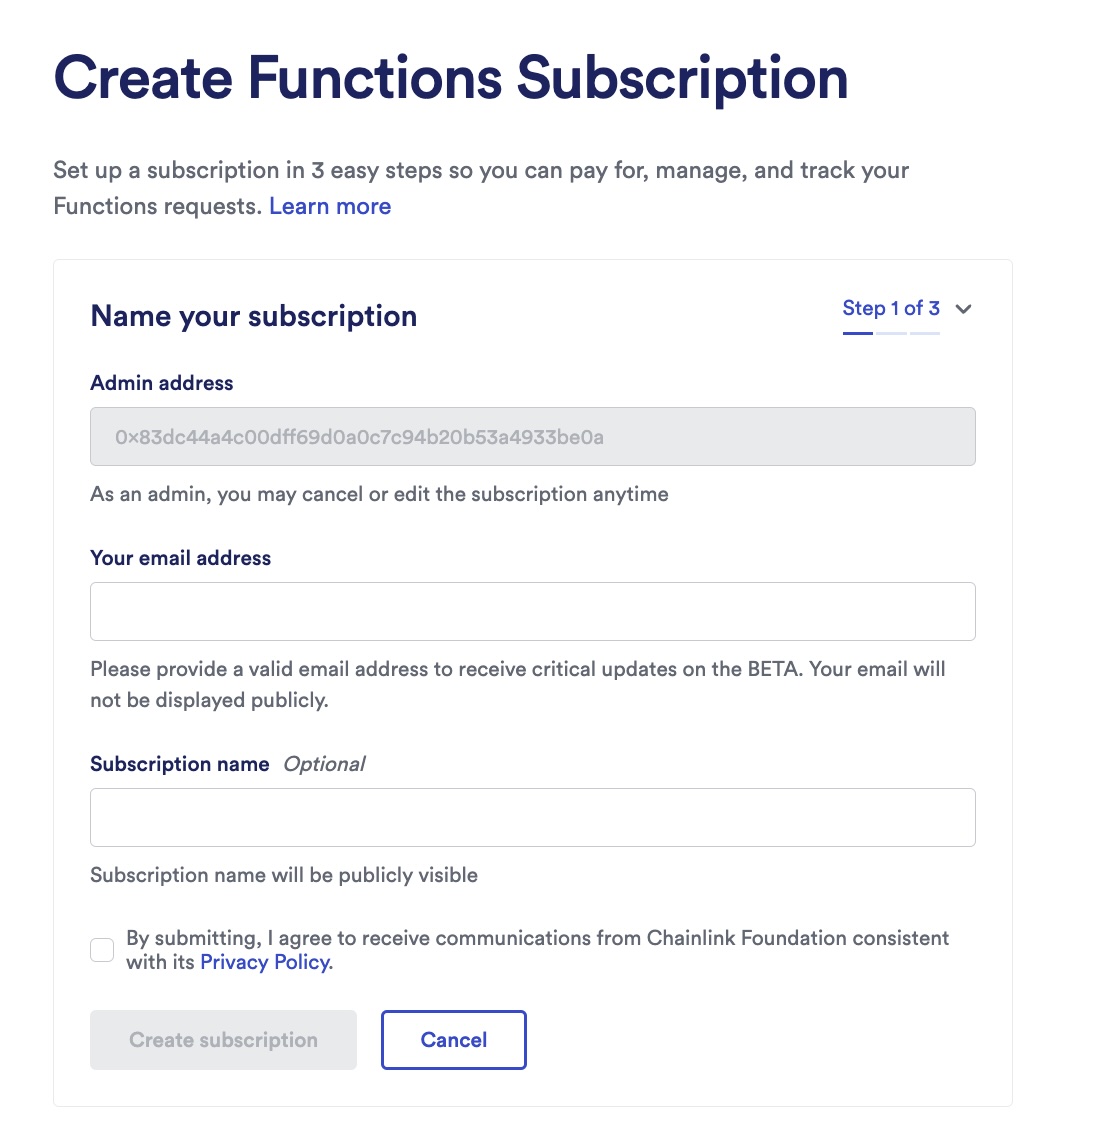 Create Functions Subscription
Set up a subscription in 3 easy steps so you can pay for, manage, and track your
Functions requests. Learn more
Name your subscription
Step 1 of 3
Admin address
0x83dc44a4c00dff69d0a0c7c94b20b53a4933be0a
As an admin, you may cancel or edit the subscription anytime
Your email address
Please provide a valid email address to receive critical updates on the BETA. Your email will
not be displayed publicly.
Subscription name Optional
Subscription name will be publicly visible
By submitting, I agree to receive communications from Chainlink Foundation consistent
with its Privacy Policy.
Create subscription
Cancel